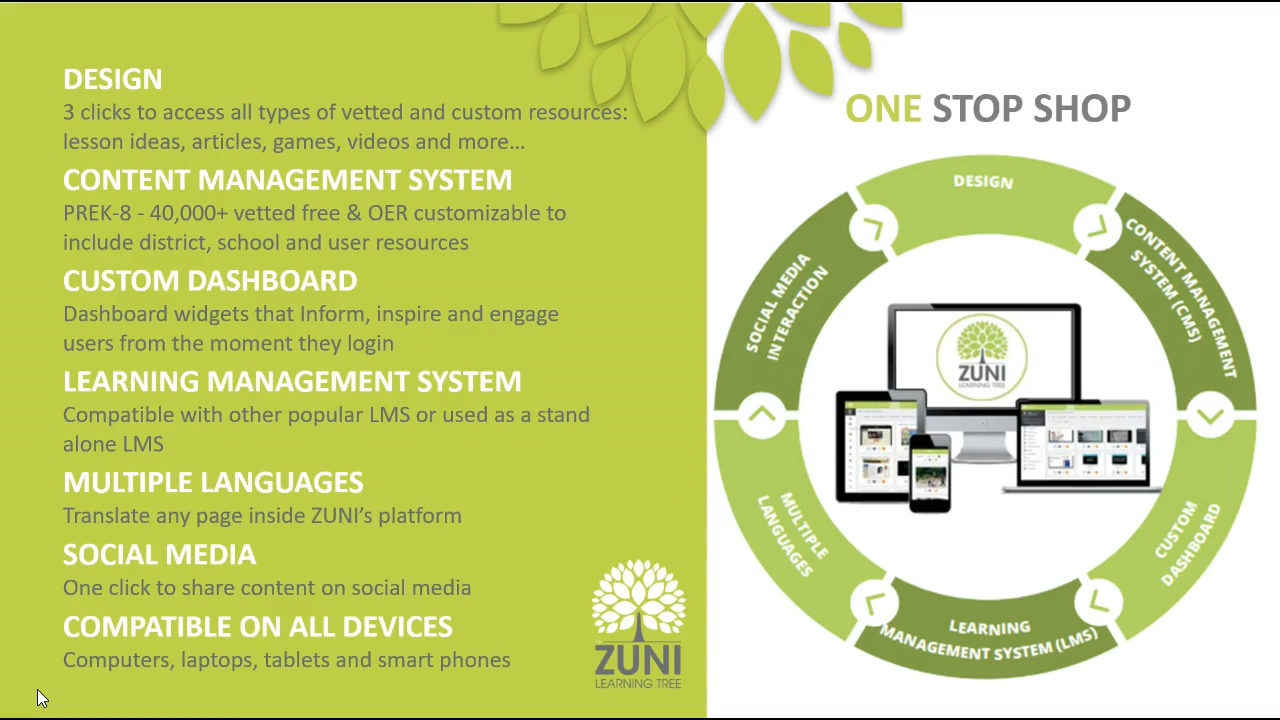 DESIGN
3 clicks to access all types of vetted and custom resources:
lesson ideas, articles, games, videos and more...
CONTENT MANAGEMENT SYSTEM
PREK-8 - 40,000+ vetted free & OER customizable to
include district, school and user resources
CUSTOM DASHBOARD
Dashboard widgets that Inform, inspire and engage
users from the moment they login
LEARNING MANAGEMENT SYSTEM
Compatible with other popular LMS or used as a stand
alone LMS
MULTIPLE LANGUAGES
Translate any page inside ZUNI's platform
SOCIAL MEDIA
One click to share content on social media
COMPATIBLE ON ALL DEVICES
Computers, laptops, tablets and smart phones
ZUNI
LEARNING TREE
ONE STOP SHOP
DESIGN
CONTENT MANAGEMENT
SYSTEM (CMS)
CUSTOM
DASHBOARD
LEARNING
MANAGEMENT SYSTEM (LMS)
MULTIPLE
LANGUAGES
SOCIAL MEDIA
INTERACTION
ZUNI
LEARNING TREE